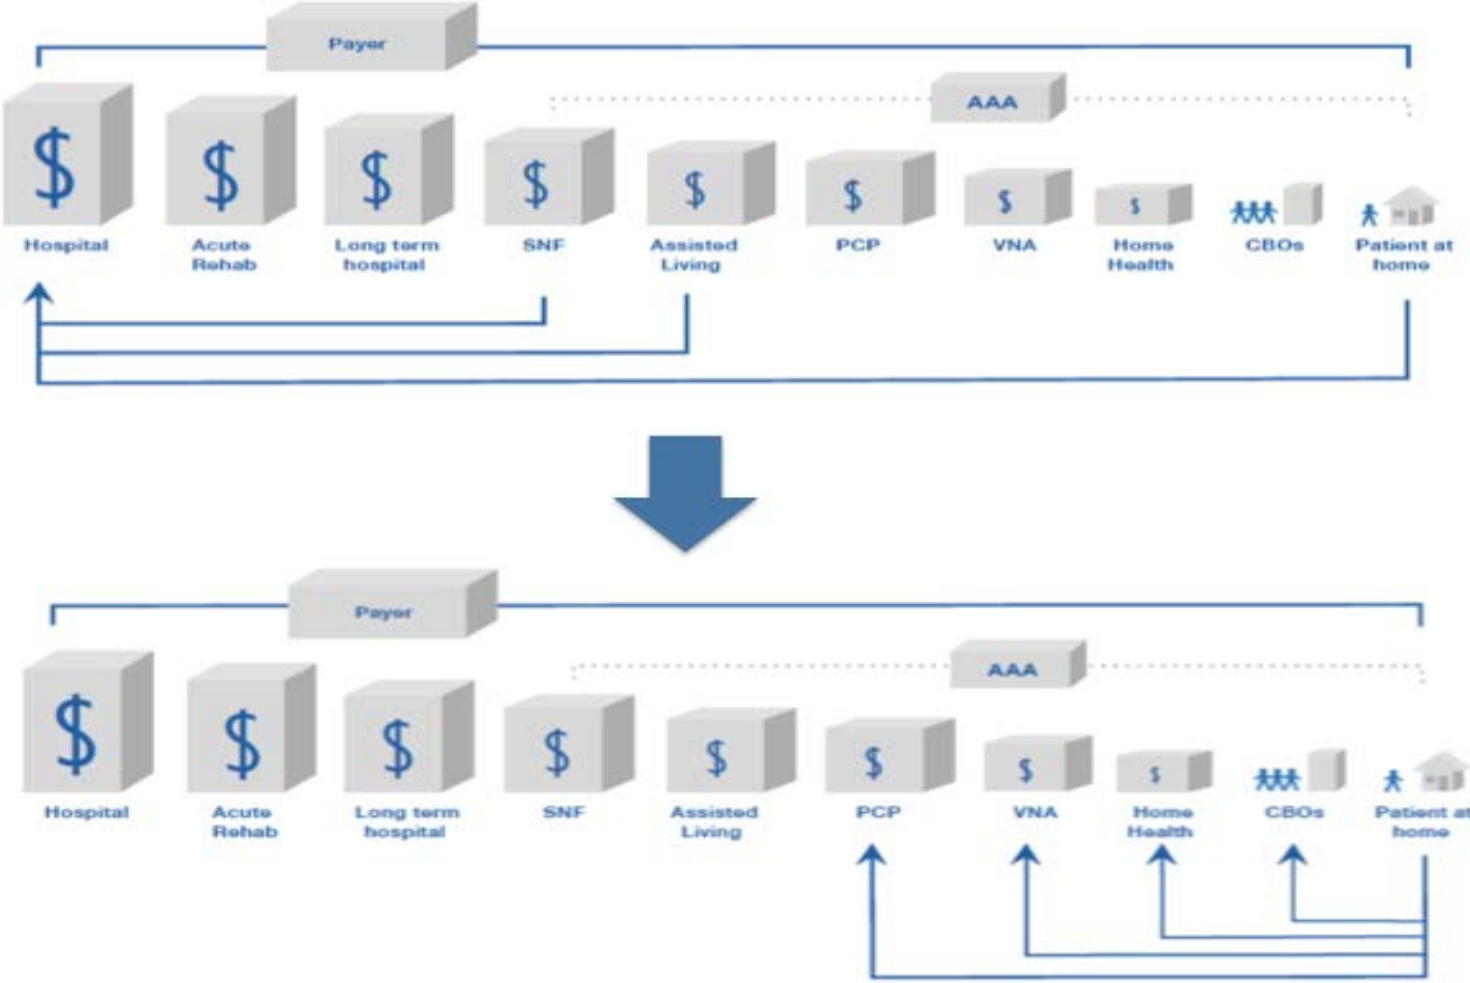 Payer
AAA
$ $ $ $ $ $ $ $
Hospital Acute Long term SNF Assisted PCP VNA Home CBOs Patient at
Rehab hospital Living Health home
Payer
AAA
$ $ $ $ $ $ $ $
Hospital Acute Long term SNF Assisted PCP VNA Home CBOs Patient at
Rehab hospital Living Health home